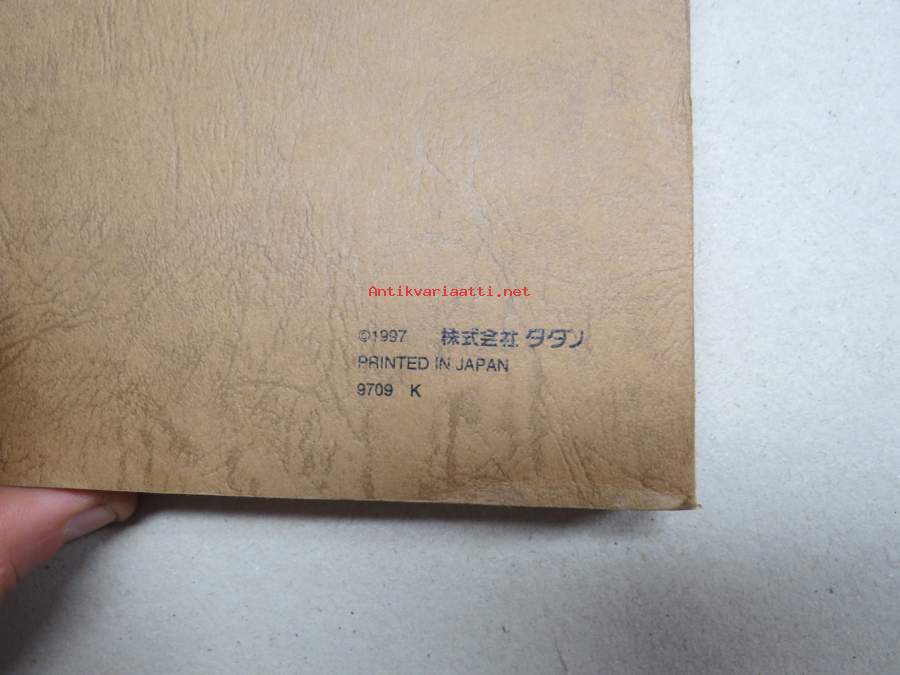 Antikvariaatti.net
©1997 株式会社 タダノ
PRINTED IN JAPAN
9709 K